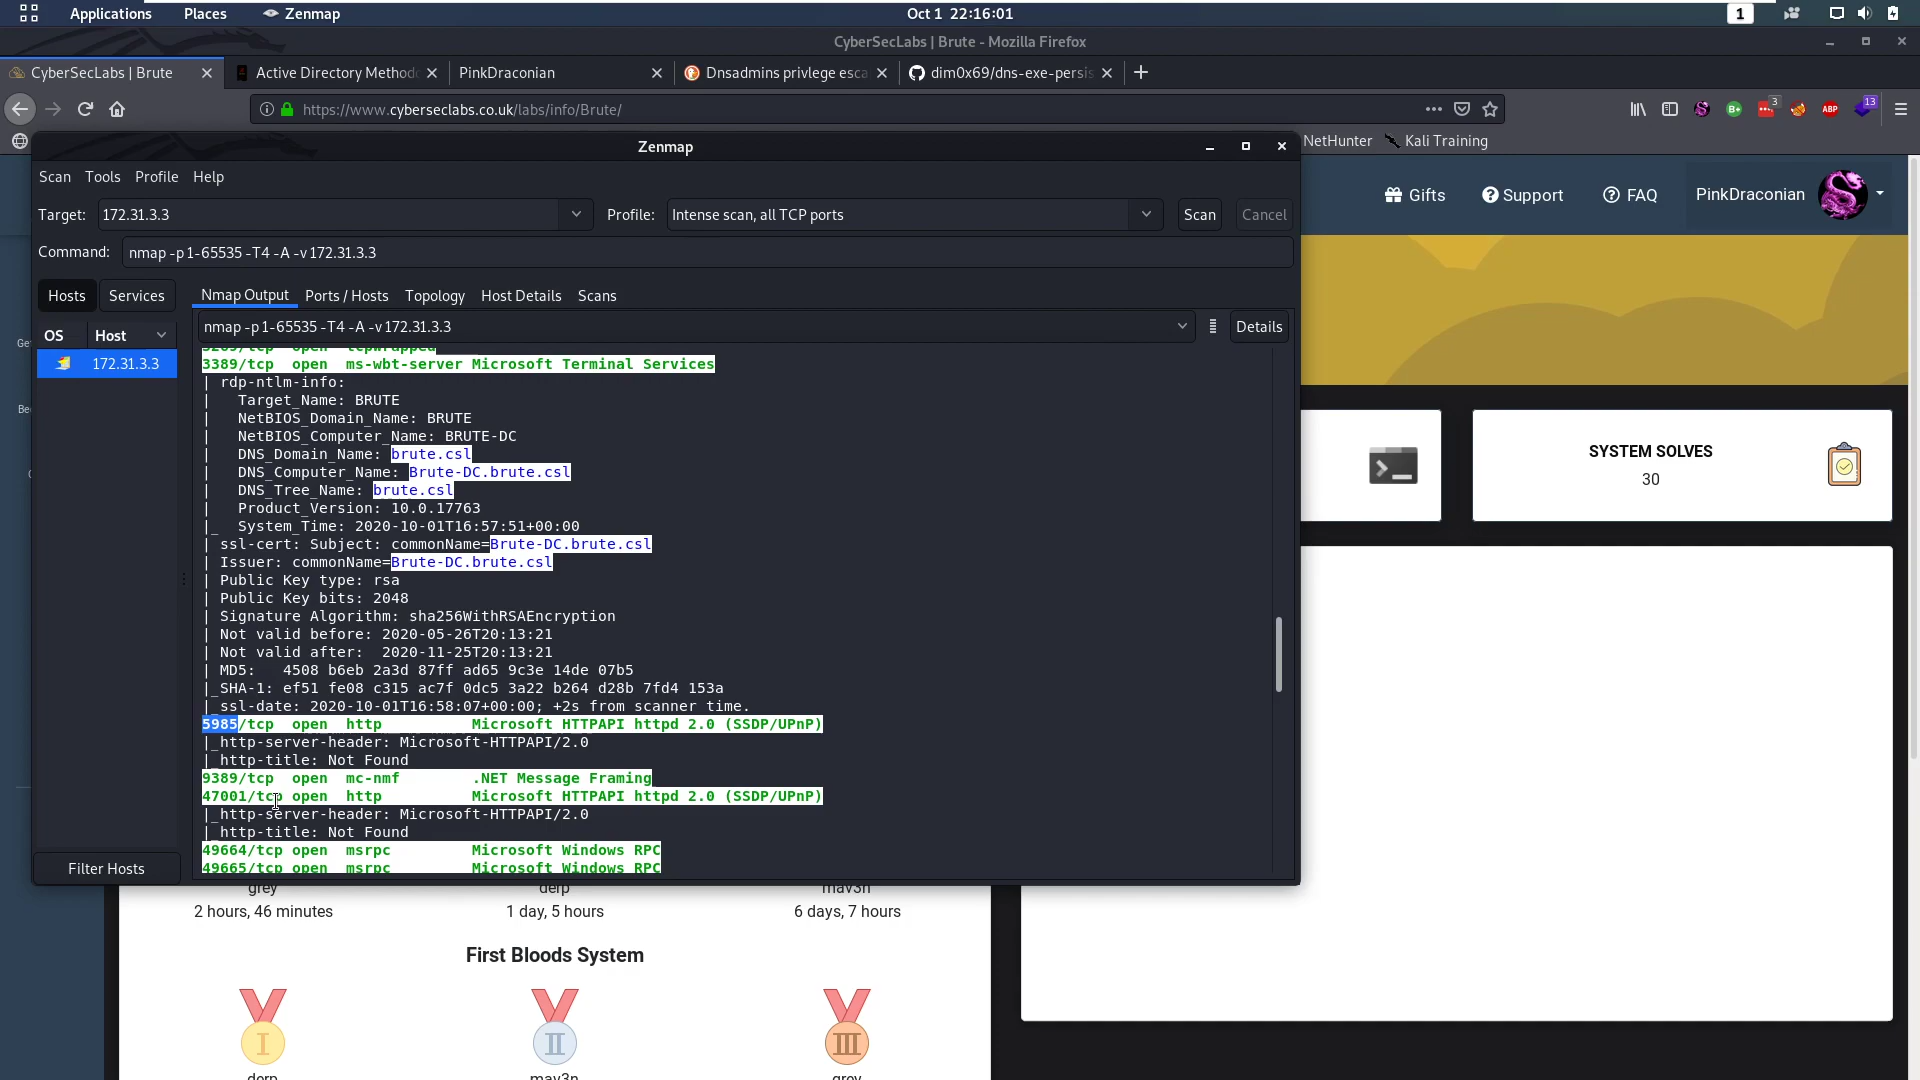 Applications Places Zenmap Oct 1 22:16:01 1
CyberSecLabs | Brute - Mozilla Firefox
CyberSecLabs | Brute Active Directory Method PinkDraconian Dnsadmins privlege esca dim0x69/dns-exe-persis
https://www.cyberseclabs.co.uk/labs/info/Brute/ 3 ABP 13
NetHunter Kali Training
Zenmap
Scan Tools Profile Help
Gifts Support FAQ PinkDraconian
Target: 172.31.3.3 Profile: Intense scan, all TCP ports Scan Cancel
Command: nmap -p 1-65535 -T4 -A -v 172.31.3.3
Hosts Services Nmap Output Ports / Hosts Topology Host Details Scans
OS Host nmap -p 1-65535 -T4 -A -v 172.31.3.3 Details
172.31.3.3
3269/tcp open tcpwrapped
3389/tcp open ms-wbt-server Microsoft Terminal Services
| rdp-ntlm-info:
| Target_Name: BRUTE
| NetBIOS_Domain_Name: BRUTE
| NetBIOS_Computer_Name: BRUTE-DC
| DNS_Domain_Name: brute.csl
| DNS_Computer_Name: Brute-DC.brute.csl
| DNS_Tree_Name: brute.csl
| Product_Version: 10.0.17763
|_ System_Time: 2020-10-01T16:57:51+00:00
| ssl-cert: Subject: commonName=Brute-DC.brute.csl
| Issuer: commonName=Brute-DC.brute.csl
| Public Key type: rsa
| Public Key bits: 2048
| Signature Algorithm: sha256WithRSAEncryption
| Not valid before: 2020-05-26T20:13:21
| Not valid after: 2020-11-25T20:13:21
| MD5: 4508 b6eb 2a3d 87ff ad65 9c3e 14de 07b5
|_SHA-1: ef51 fe08 c315 ac7f 0dc5 3a22 b264 d28b 7fd4 153a
|_ssl-date: 2020-10-01T16:58:07+00:00; +2s from scanner time.
5985/tcp open http Microsoft HTTPAPI httpd 2.0 (SSDP/UPnP)
|_http-server-header: Microsoft-HTTPAPI/2.0
|_http-title: Not Found
9389/tcp open mc-nmf .NET Message Framing
47001/tcp open http Microsoft HTTPAPI httpd 2.0 (SSDP/UPnP)
|_http-server-header: Microsoft-HTTPAPI/2.0
|_http-title: Not Found
49664/tcp open msrpc Microsoft Windows RPC
49665/tcp open msrpc Microsoft Windows RPC
Filter Hosts
SYSTEM SOLVES
30
grey derp mav3n
2 hours, 46 minutes 1 day, 5 hours 6 days, 7 hours
First Bloods System
I II III
derp mav3n grey